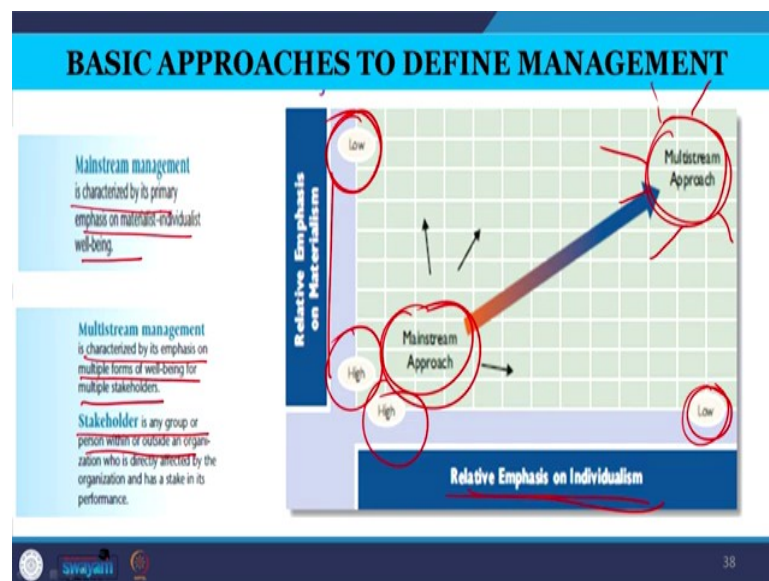 BASIC APPROACHES TO DEFINE MANAGEMENT
Mainstream management
is characterized by its primary
emphasis on materialist-individualist
well-being.
Multistream management
is characterized by its emphasis on
multiple forms of well-being for
multiple stakeholders.
Stakeholder is any group or
person within or outside an organi-
zation who is directly affected by the
organization and has a stake in its
performance.
Relative Emphasis
on Materialism
Low
High
High
Low
Mainstream
Approach
Multistream
Approach
Relative Emphasis on Individualism
swayam
38